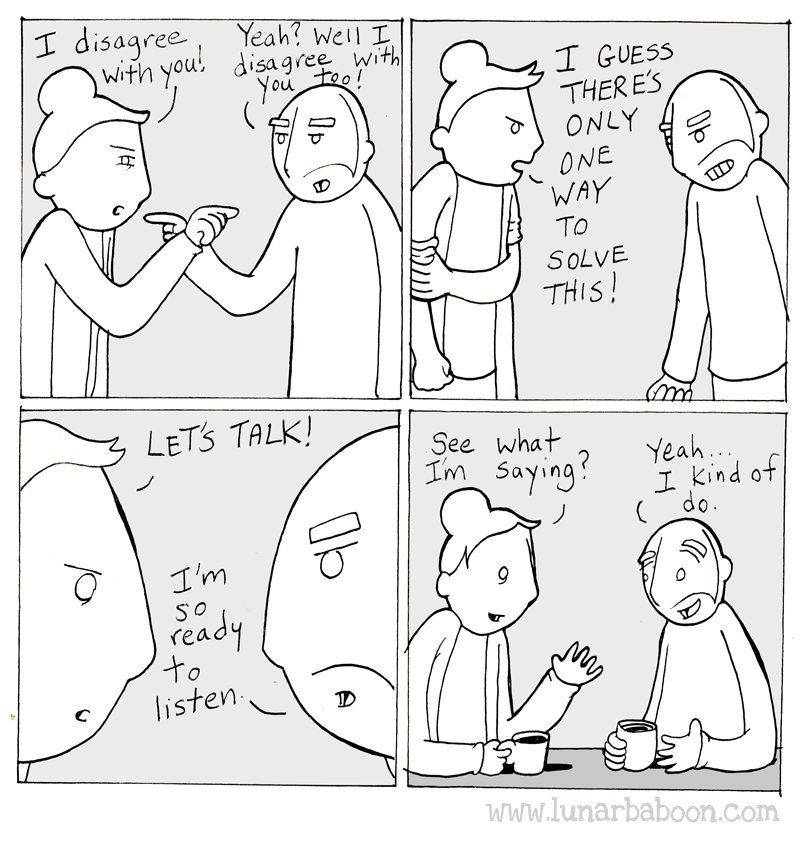 I disagree
with you!
Yeah? Well I
disagree with
you too!
I GUESS
THERE'S
ONLY
ONE
WAY
TO
SOLVE
THIS!
LET'S TALK!
I'm
so
ready
to
listen.
See what
I'm saying?
Yeah...
I kind of
do.
www.lunarbaboon.com